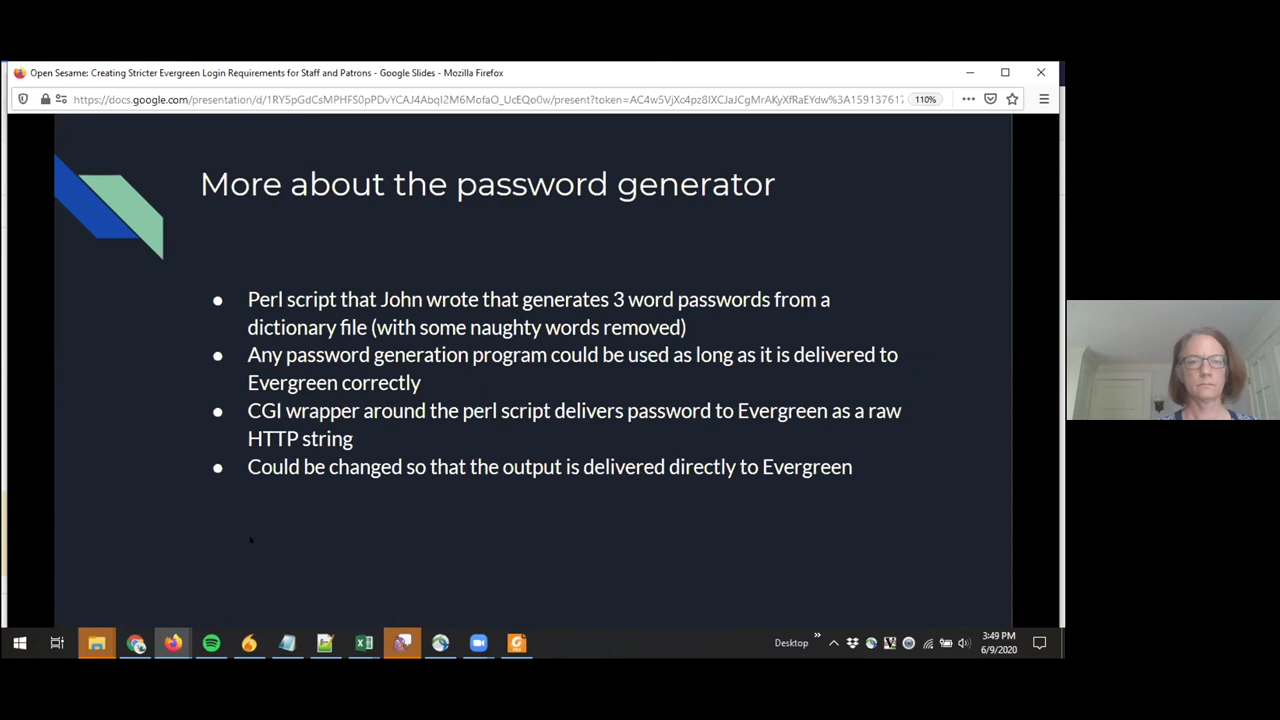 Open Sesame: Creating Stricter Evergreen Login Requirements for Staff and Patrons - Google Slides - Mozilla Firefox
110%
More about the password generator
● Perl script that John wrote that generates 3 word passwords from a
dictionary file (with some naughty words removed)
● Any password generation program could be used as long as it is delivered to
Evergreen correctly
● CGI wrapper around the perl script delivers password to Evergreen as a raw
HTTP string
● Could be changed so that the output is delivered directly to Evergreen
Desktop
3:49 PM
6/9/2020